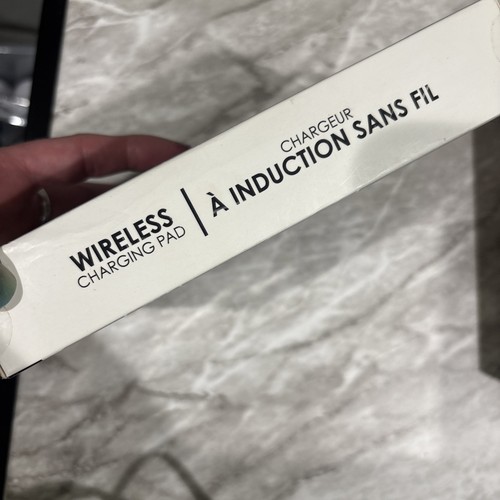 WIRELESS
CHARGING PAD
CHARGEUR
À INDUCTION SANS FIL